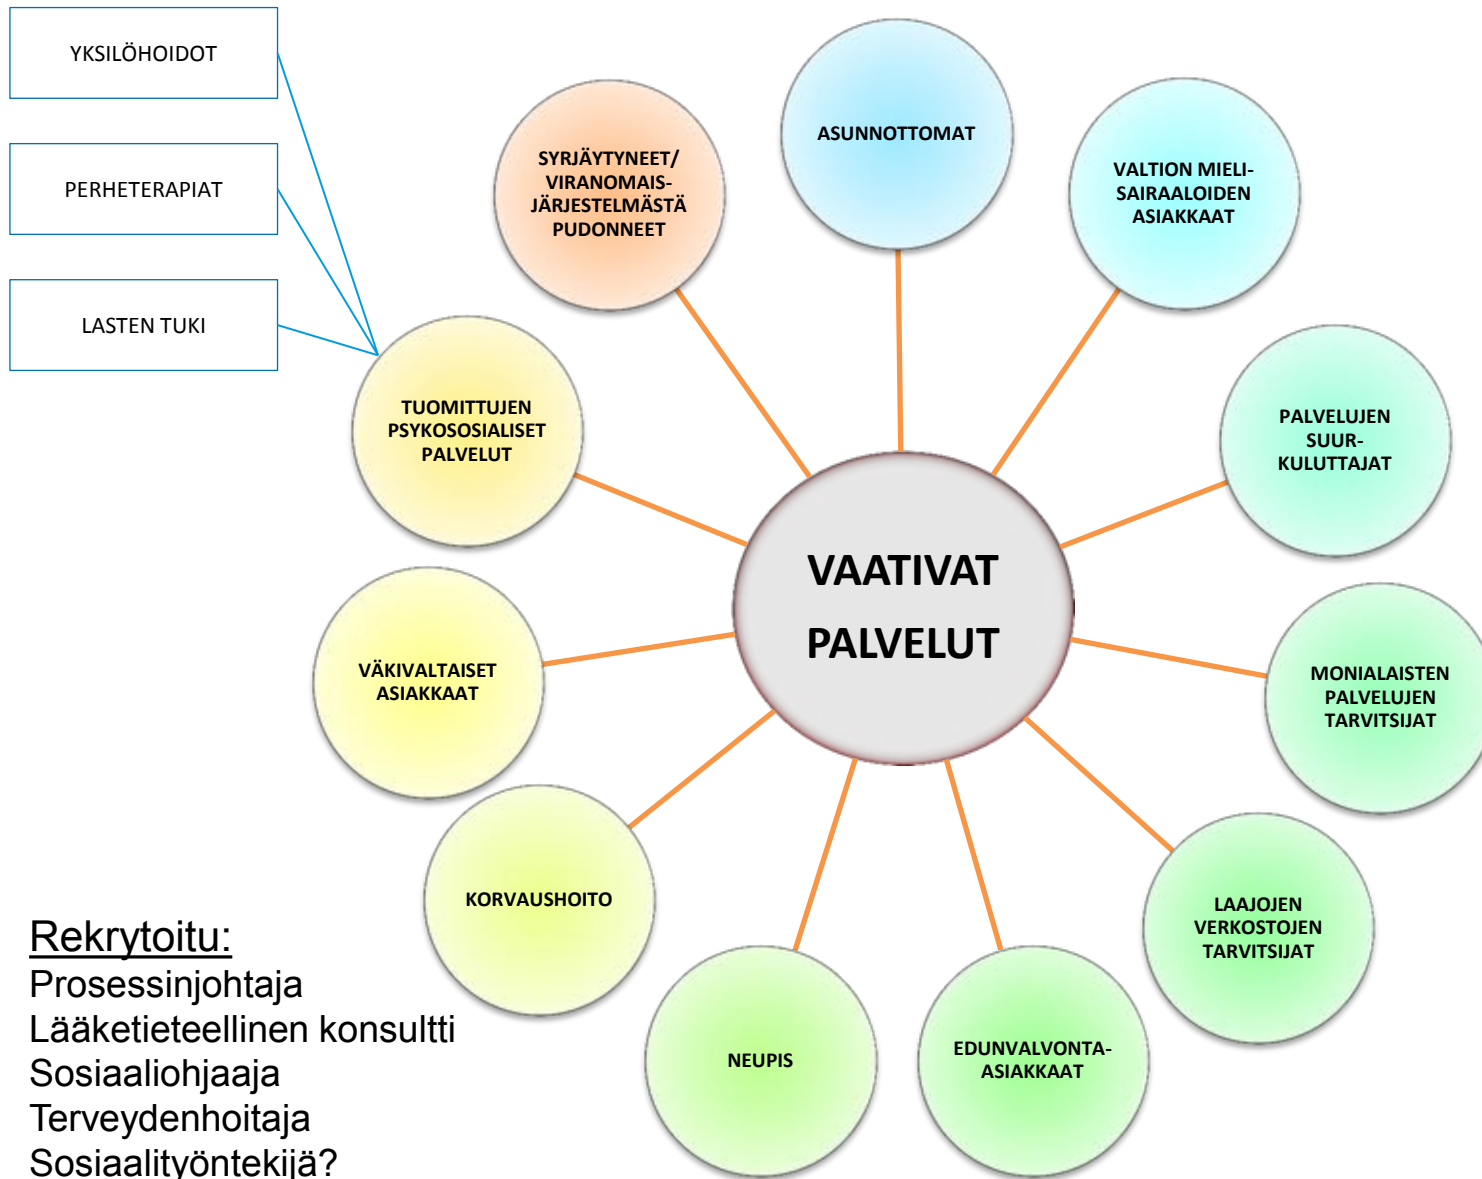 YKSILÖHOIDOT
PERHETERAPIAT
LASTEN TUKI
ASUNNOTTOMAT
VALTION MIELI-
SAIRAALOIDEN
ASIAKKAAT
PALVELUJEN
SUUR-
KULUTTAJAT
MONIALAISTEN
PALVELUJEN
TARVITSIJAT
LAAJOJEN
VERKOSTOJEN
TARVITSIJAT
EDUNVALVONTA-
ASIAKKAAT
NEUPIS
KORVAUSHOITO
VÄKIVALTAISET
ASIAKKAAT
TUOMITTUJEN
PSYKOSOSIALISET
PALVELUT
SYRJÄYTYNEET/
VIRANOMAIS-
JÄRJESTELMÄSTÄ
PUDONNEET
VAATIVAT
PALVELUT
Rekrytoitu:
Prosessinjohtaja
Lääketieteellinen konsultti
Sosiaaliohjaaja
Terveydenhoitaja
Sosiaalityöntekijä?